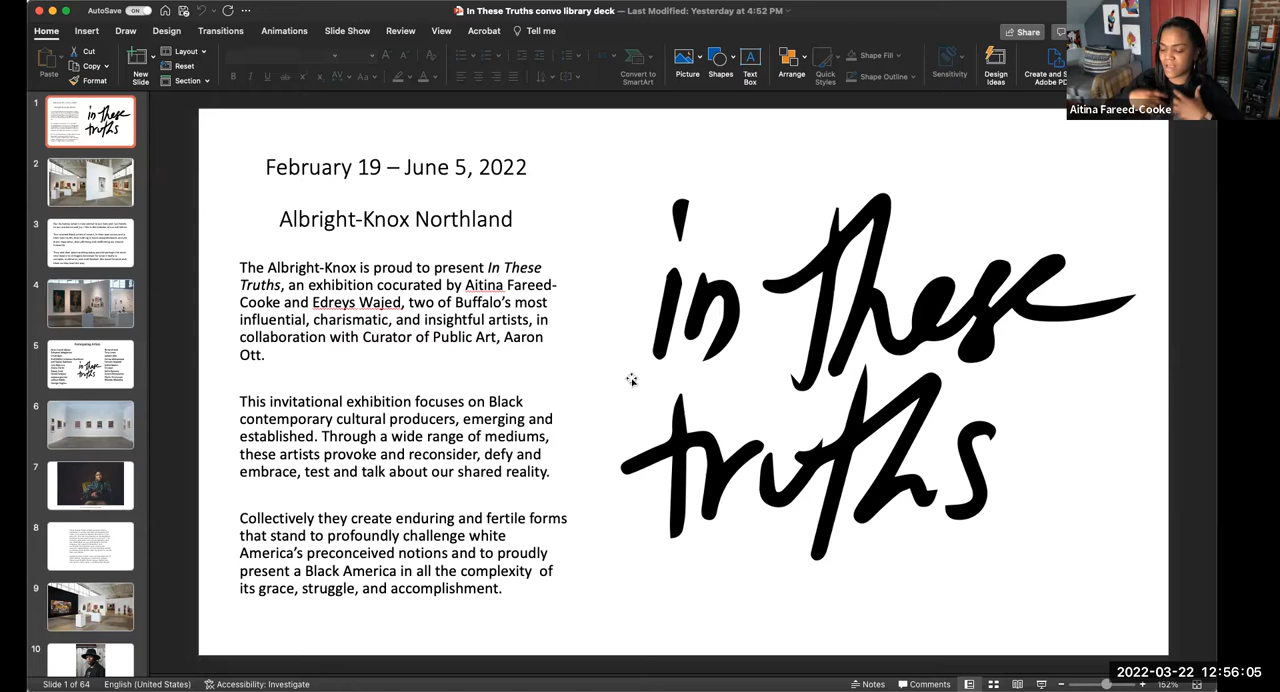 AutoSave ON
In These Truths convo library deck — Last Modified: Yesterday at 4:52 PM
Home Insert Draw Design Transitions Animations Slide Show Review View Acrobat Tell me
Share
Paste
Cut
Copy
Format
New Slide
Layout
Reset
Section
Convert to SmartArt
Picture
Shapes
Text Box
Arrange
Quick Styles
Shape Fill
Shape Outline
Sensitivity
Design Ideas
Create and
Adobe
Aitina Fareed-Cooke
1
2
3
4
5
6
7
8
9
10
in These
truths
Participating Artists
in these
truths
February 19 – June 5, 2022
Albright-Knox Northland
The Albright-Knox is proud to present In These
Truths, an exhibition cocurated by Aitina Fareed-
Cooke and Edreys Wajed, two of Buffalo’s most
influential, charismatic, and insightful artists, in
collaboration with Curator of Public Art, Aaron
Ott.
This invitational exhibition focuses on Black
contemporary cultural producers, emerging and
established. Through a wide range of mediums,
these artists provoke and reconsider, defy and
embrace, test and talk about our shared reality.
Collectively they create enduring and fertile forms
that stand to profoundly challenge white
America’s preconceived notions and to proudly
present a Black America in all the complexity of
its grace, struggle, and accomplishment.
in These
truths
Slide 1 of 64 English (United States) Accessibility: Investigate
Notes Comments 152%
2022-03-22 12:56:05